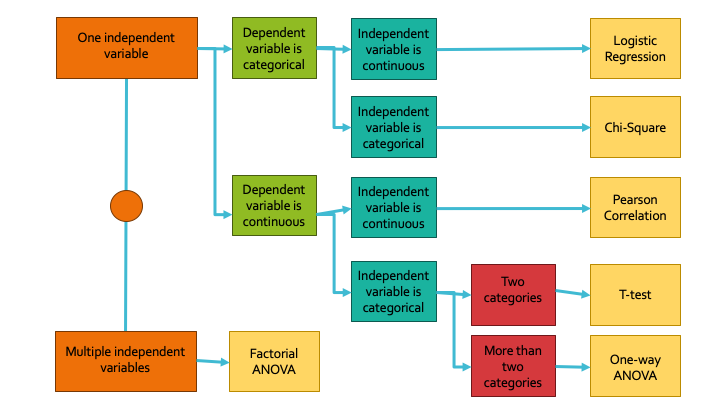 One independent
variable
Dependent
variable is
categorical
Independent
variable is
continuous
Logistic
Regression
Independent
variable is
categorical
Chi-Square
Dependent
variable is
continuous
Independent
variable is
continuous
Pearson
Correlation
Independent
variable is
categorical
Two
categories
T-test
More than
two
categories
One-way
ANOVA
Multiple independent
variables
Factorial
ANOVA